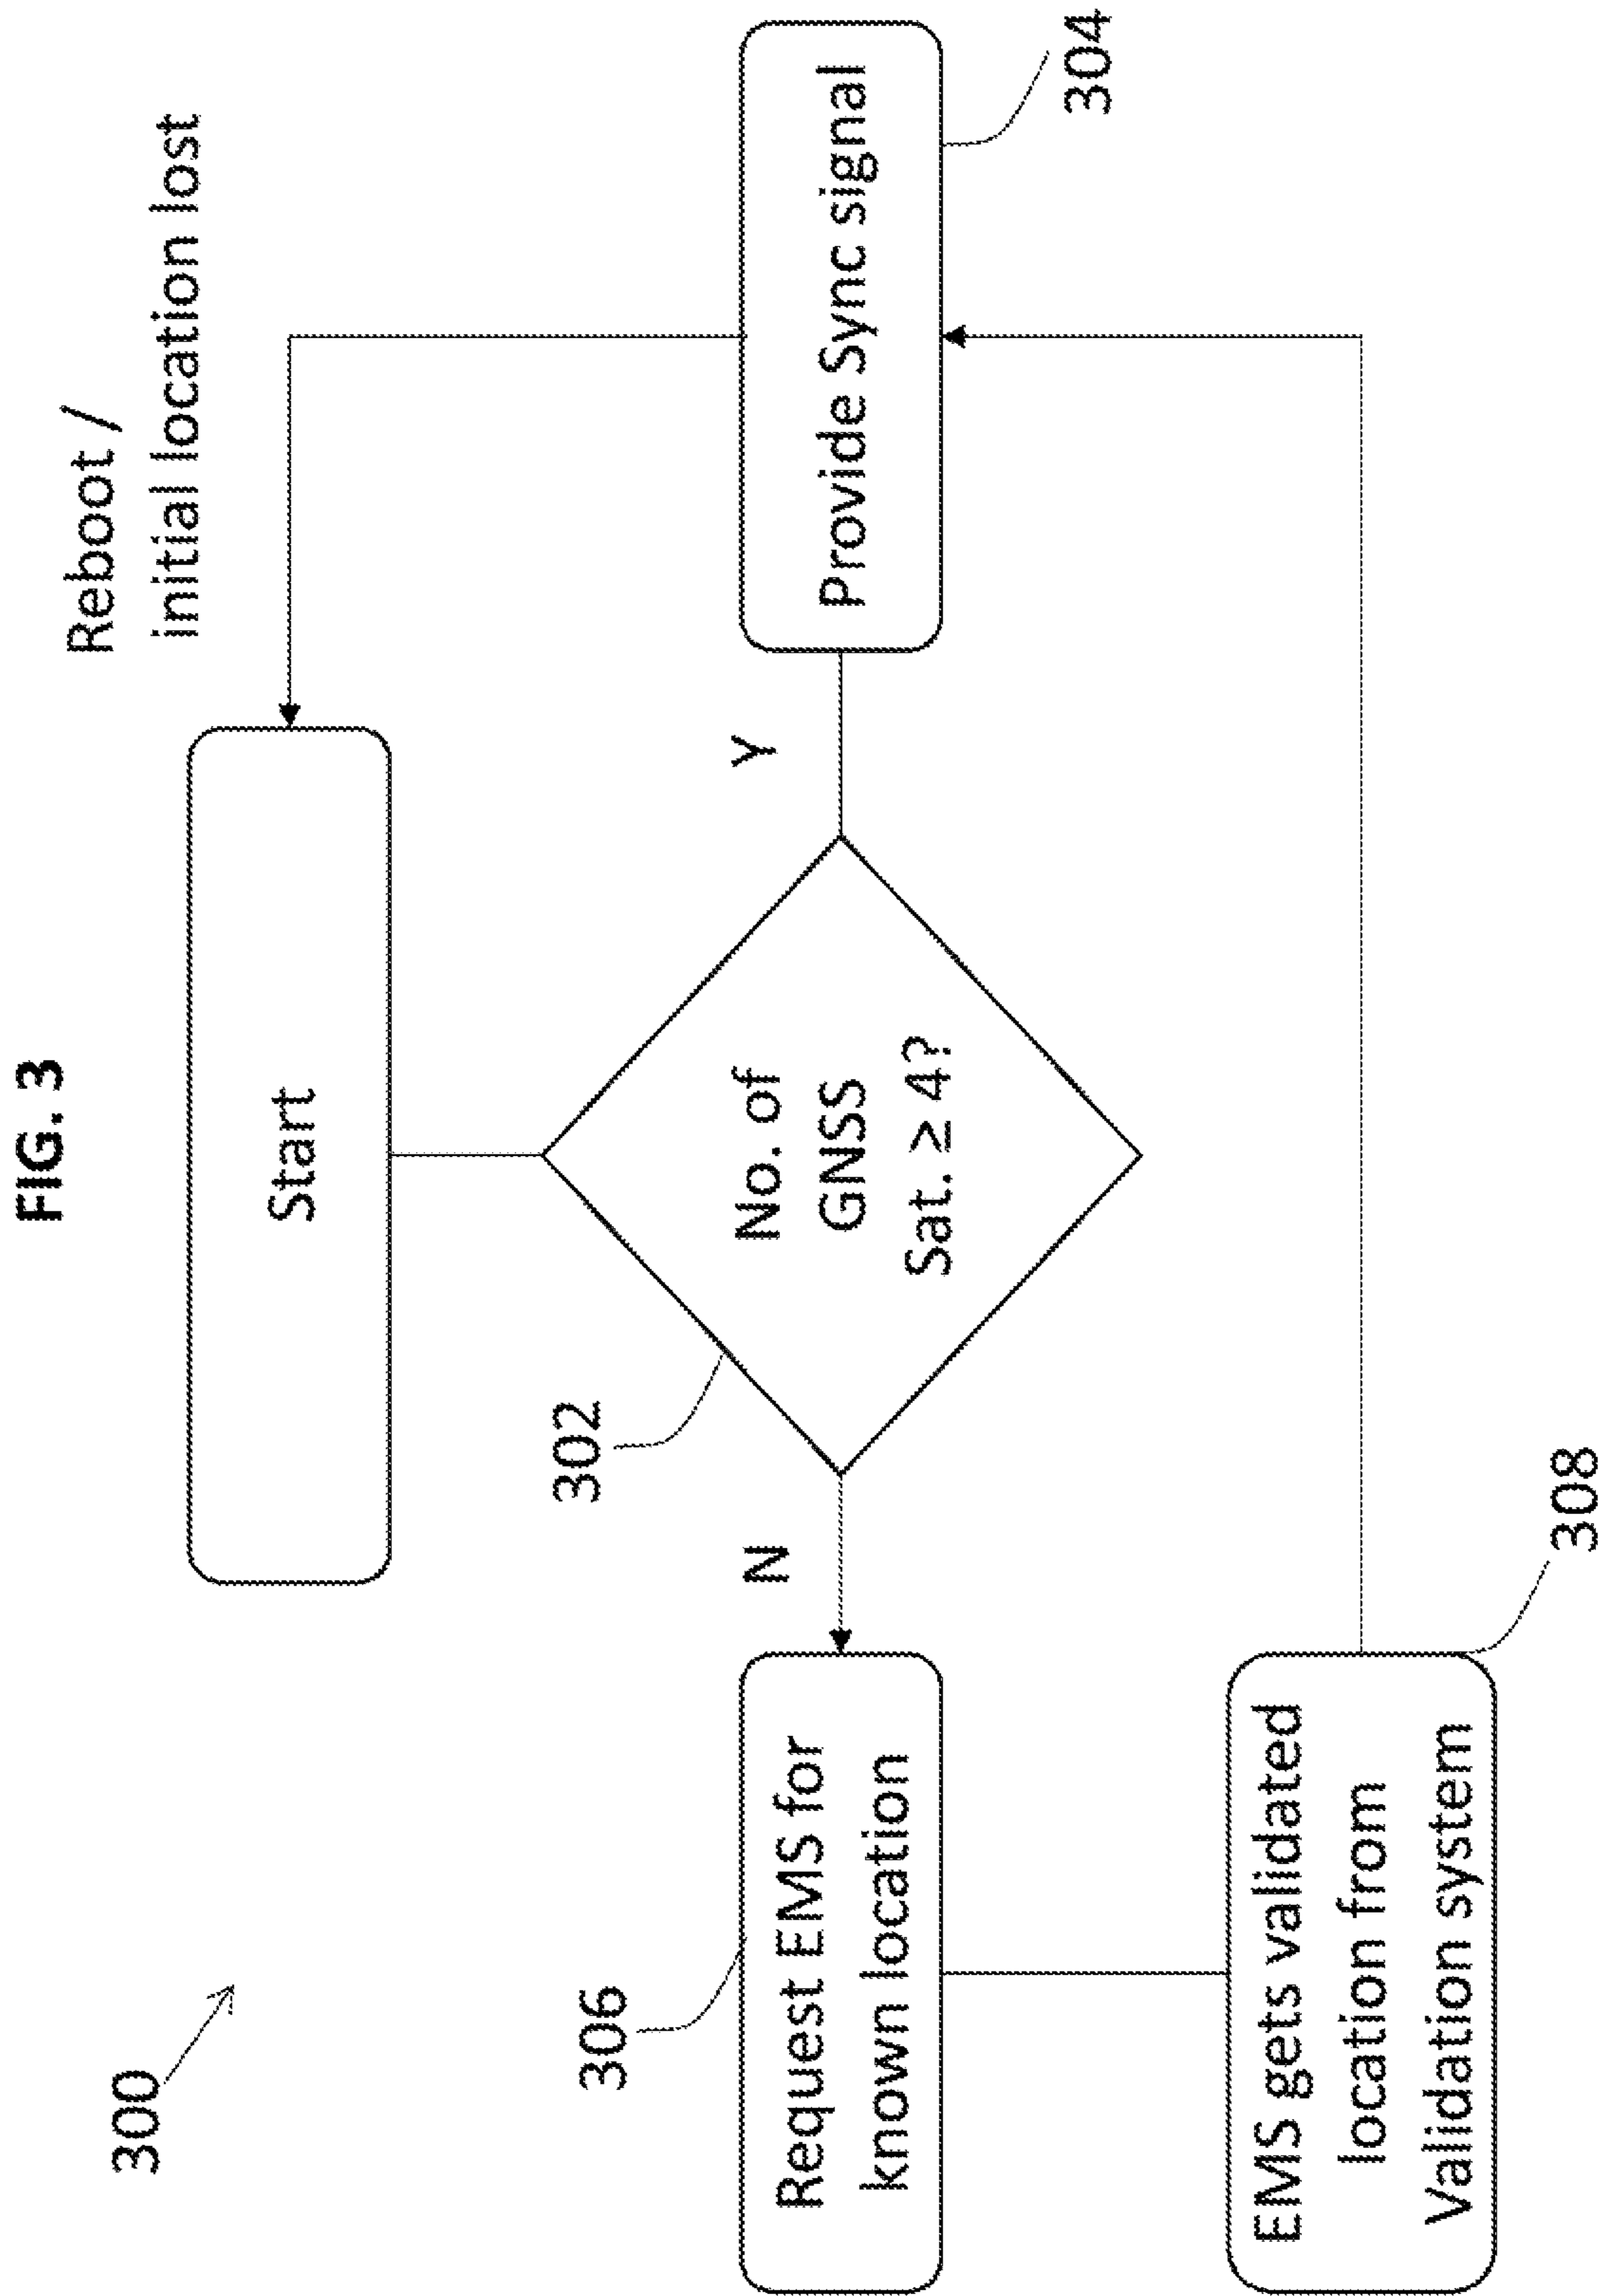 FIG. 3
300
Reboot /
initial location lost
Start
302
No. of
GNSS
Sat. ≥ 4?
N
Y
306
Request EMS for
known location
Provide Sync signal
304
EMS gets validated
location from
Validation system
308